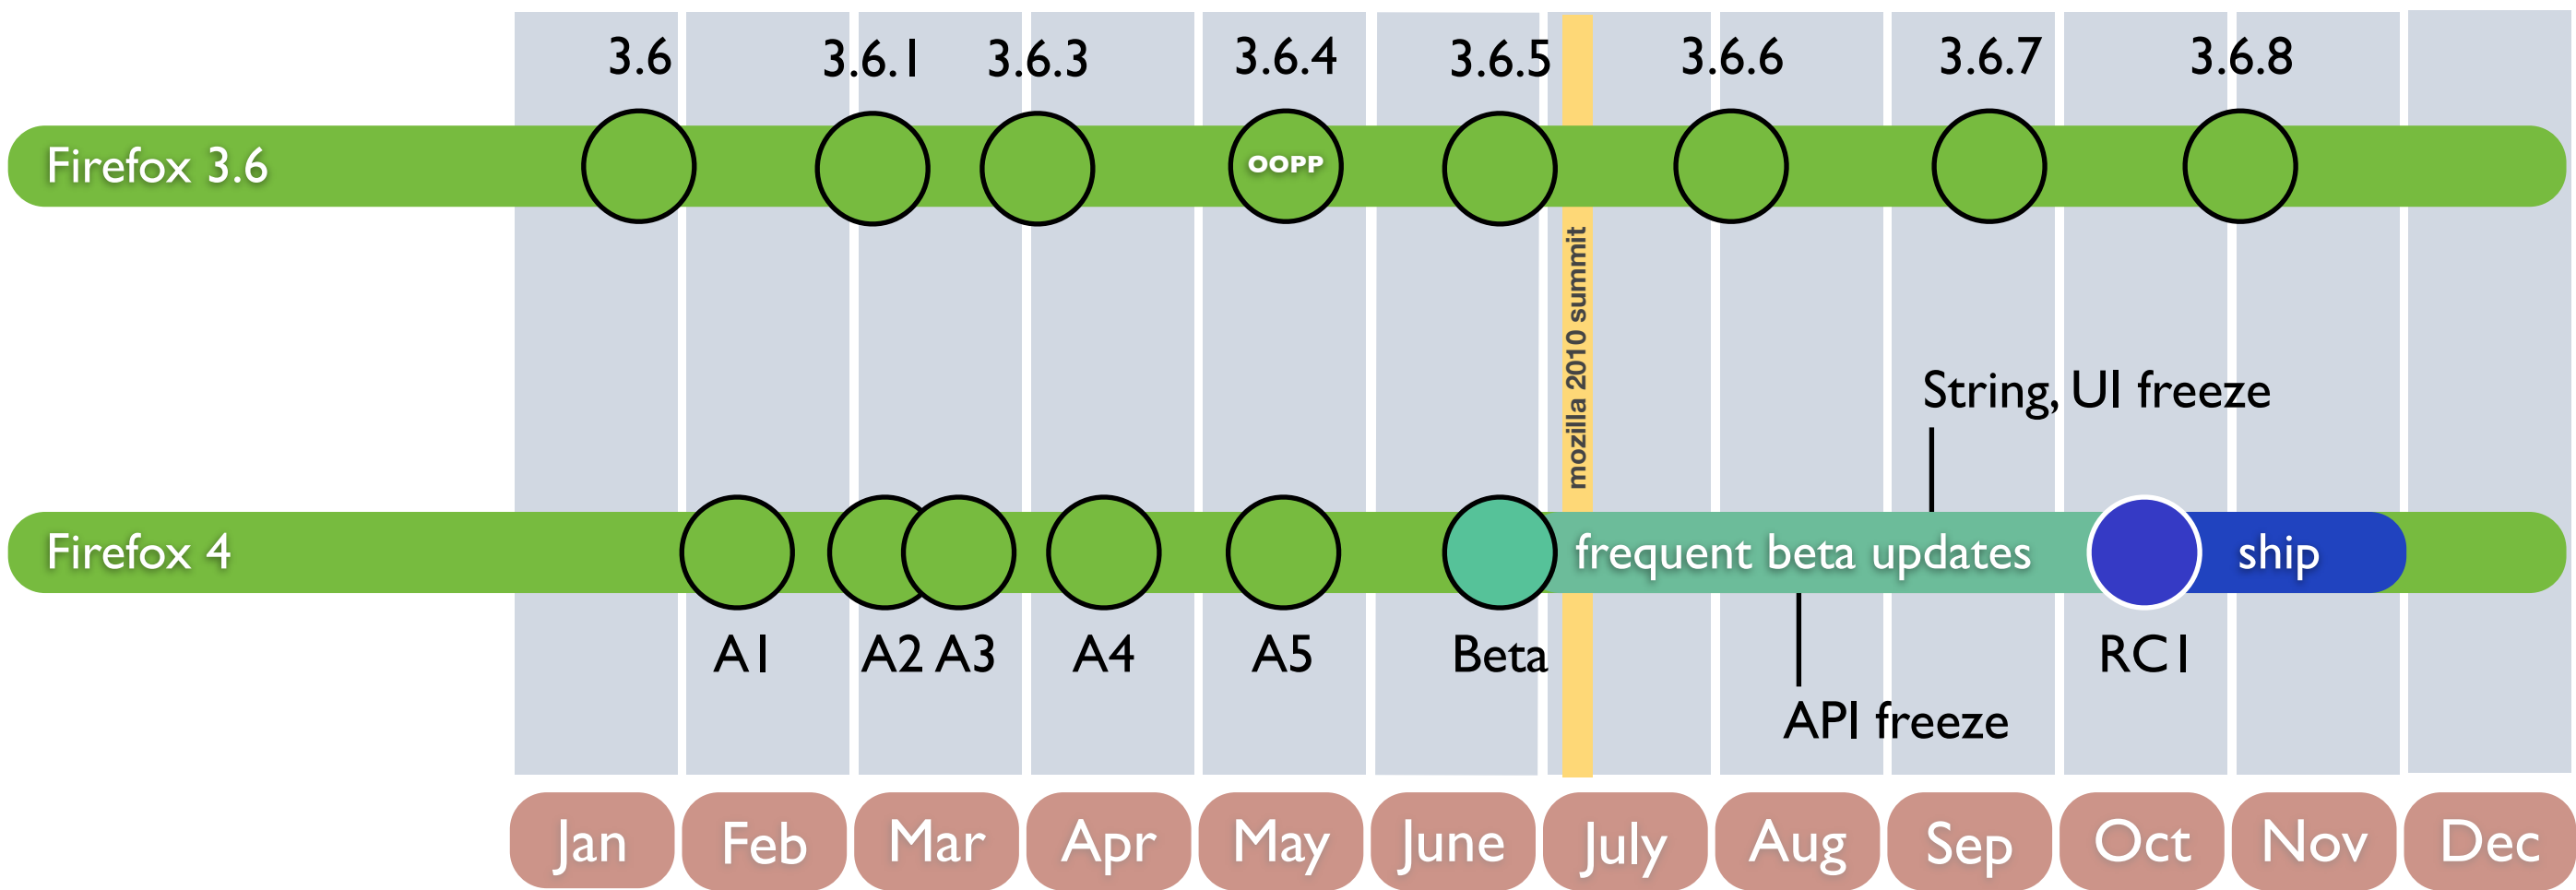 3.6 3.6.1 3.6.3 3.6.4 3.6.5 3.6.6 3.6.7 3.6.8
Firefox 3.6
OOPP
mozilla 2010 summit
String, UI freeze
Firefox 4
frequent beta updates
ship
A1 A2 A3 A4 A5 Beta RC1
API freeze
Jan Feb Mar Apr May June July Aug Sep Oct Nov Dec